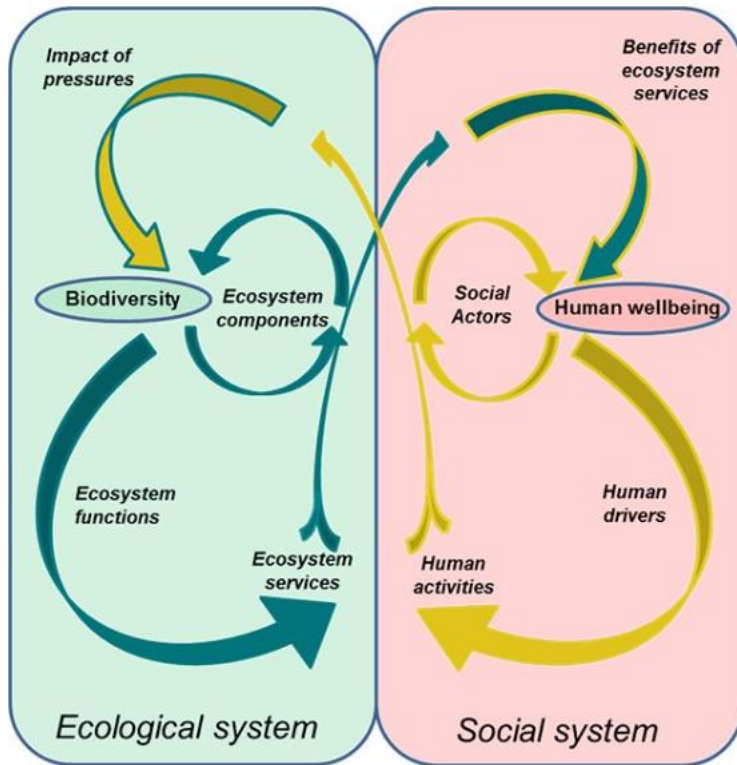 Impact of
pressures
Benefits of
ecosystem
services
Biodiversity
Ecosystem
components
Social
Actors
Human wellbeing
Ecosystem
functions
Human
drivers
Ecosystem
services
Human
activities
Ecological system
Social system